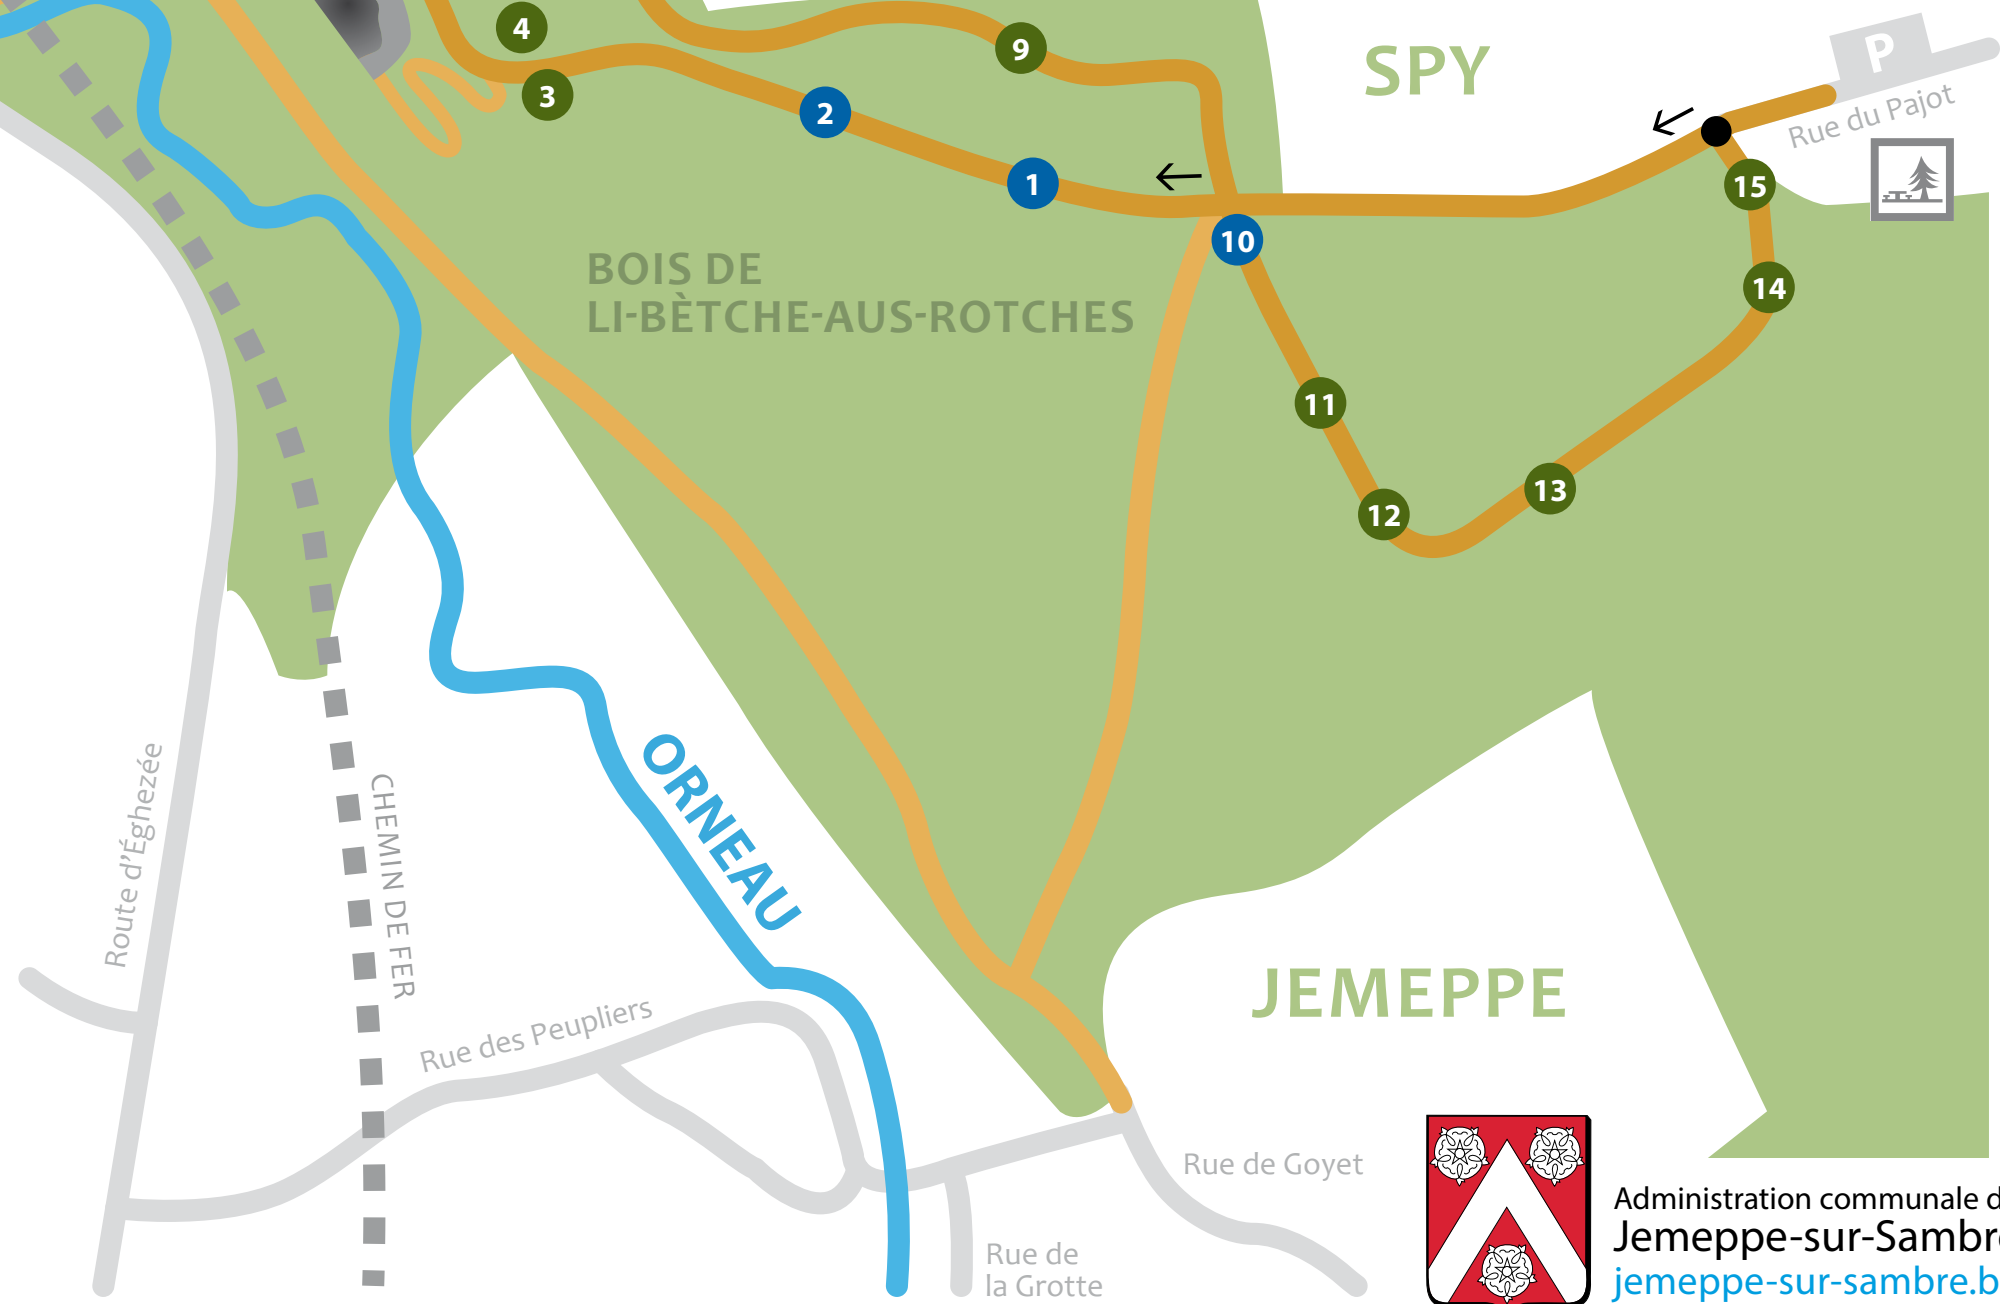 4
9
SPY
P
3
2
Rue du Pajot
1
15
10
BOIS DE
LI-BÈTCHE-AUS-ROTCHES
14
11
13
12
ORNEAU
Route d'Éghezée
CHEMIN DE FER
JEMEPPE
Rue des Peupliers
Rue de Goyet
Rue de
la Grotte
Administration communale d
Jemeppe-sur-Sambre
jemeppe-sur-sambre.b